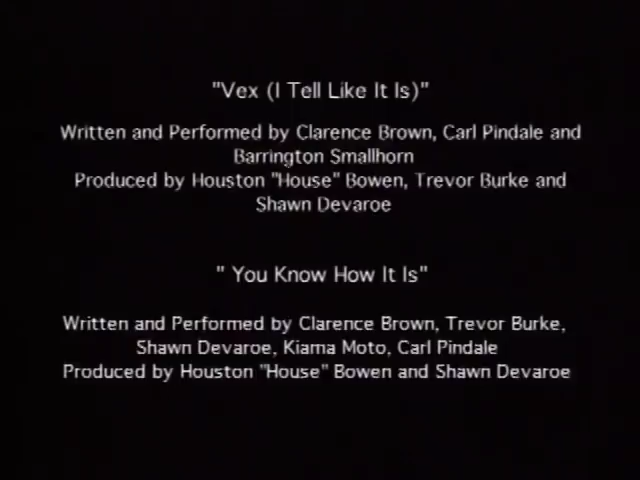 "Vex (I Tell Like It Is)"
Written and Performed by Clarence Brown, Carl Pindale and
Barrington Smallhorn
Produced by Houston "House" Bowen, Trevor Burke and
Shawn Devaroe
" You Know How It Is"
Written and Performed by Clarence Brown, Trevor Burke,
Shawn Devaroe, Kiama Moto, Carl Pindale
Produced by Houston "House" Bowen and Shawn Devaroe